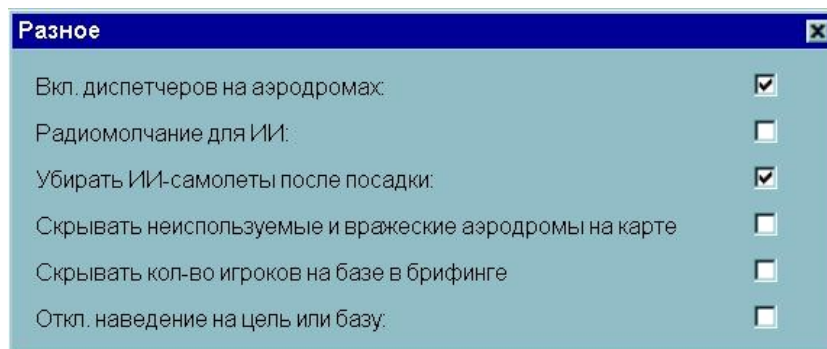 Разное
Вкл. диспетчеров на аэродромах:
Радиомолчание для ИИ:
Убирать ИИ-самолеты после посадки:
Скрывать неиспользуемые и вражеские аэродромы на карте
Скрывать кол-во игроков на базе в брифинге
Откл. наведение на цель или базу: